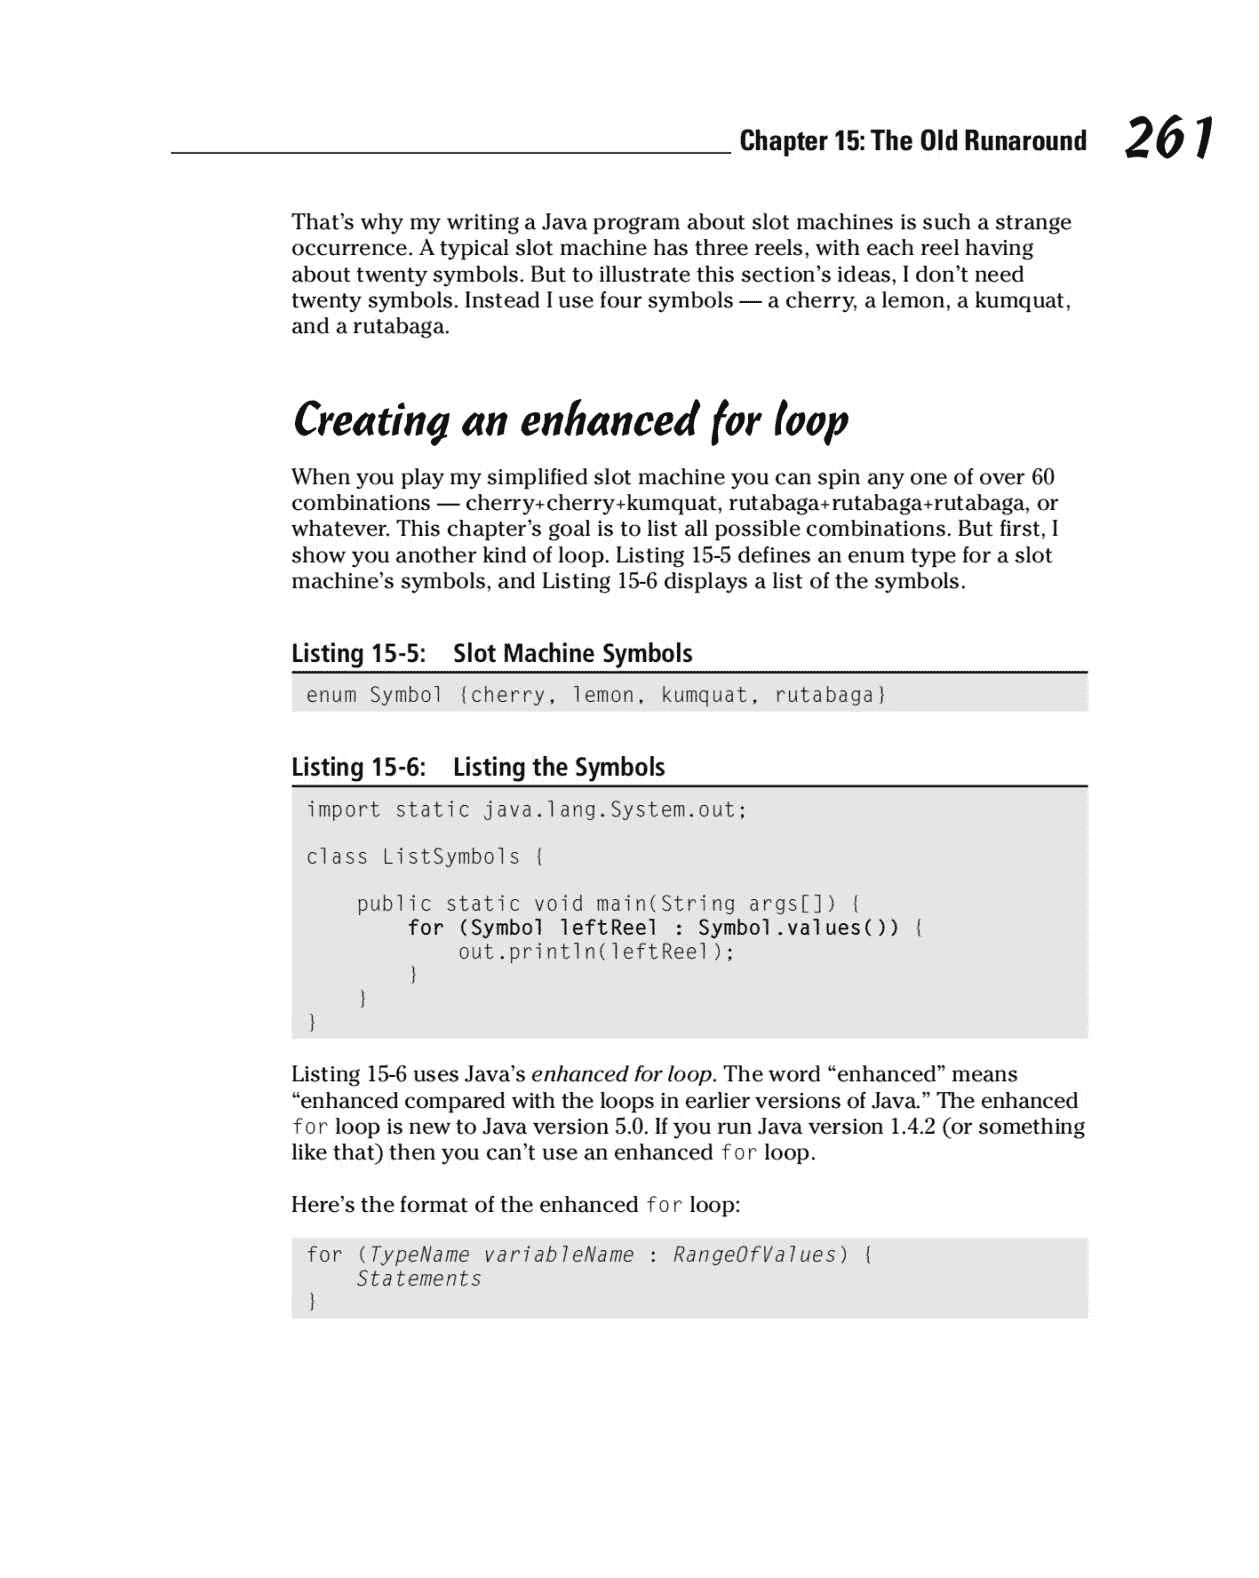 Chapter 15: The Old Runaround 261
That's why my writing a Java program about slot machines is such a strange
occurrence. A typical slot machine has three reels, with each reel having
about twenty symbols. But to illustrate this section's ideas, I don't need
twenty symbols. Instead I use four symbols — a cherry, a lemon, a kumquat,
and a rutabaga.
Creating an enhanced for loop
When you play my simplified slot machine you can spin any one of over 60
combinations — cherry+cherry+kumquat, rutabaga+rutabaga+rutabaga, or
whatever. This chapter's goal is to list all possible combinations. But first, I
show you another kind of loop. Listing 15-5 defines an enum type for a slot
machine's symbols, and Listing 15-6 displays a list of the symbols.
Listing 15-5: Slot Machine Symbols
enum Symbol {cherry, lemon, kumquat, rutabaga}
Listing 15-6: Listing the Symbols
import static java.lang.System.out;
class ListSymbols {
public static void main(String args[]) {
for (Symbol leftReel : Symbol.values()) {
out.println(leftReel);
}
}
}
Listing 15-6 uses Java's enhanced for loop. The word “enhanced” means
“enhanced compared with the loops in earlier versions of Java.” The enhanced
for loop is new to Java version 5.0. If you run Java version 1.4.2 (or something
like that) then you can't use an enhanced for loop.
Here's the format of the enhanced for loop:
for (TypeName variableName : RangeOfValues) {
Statements
}